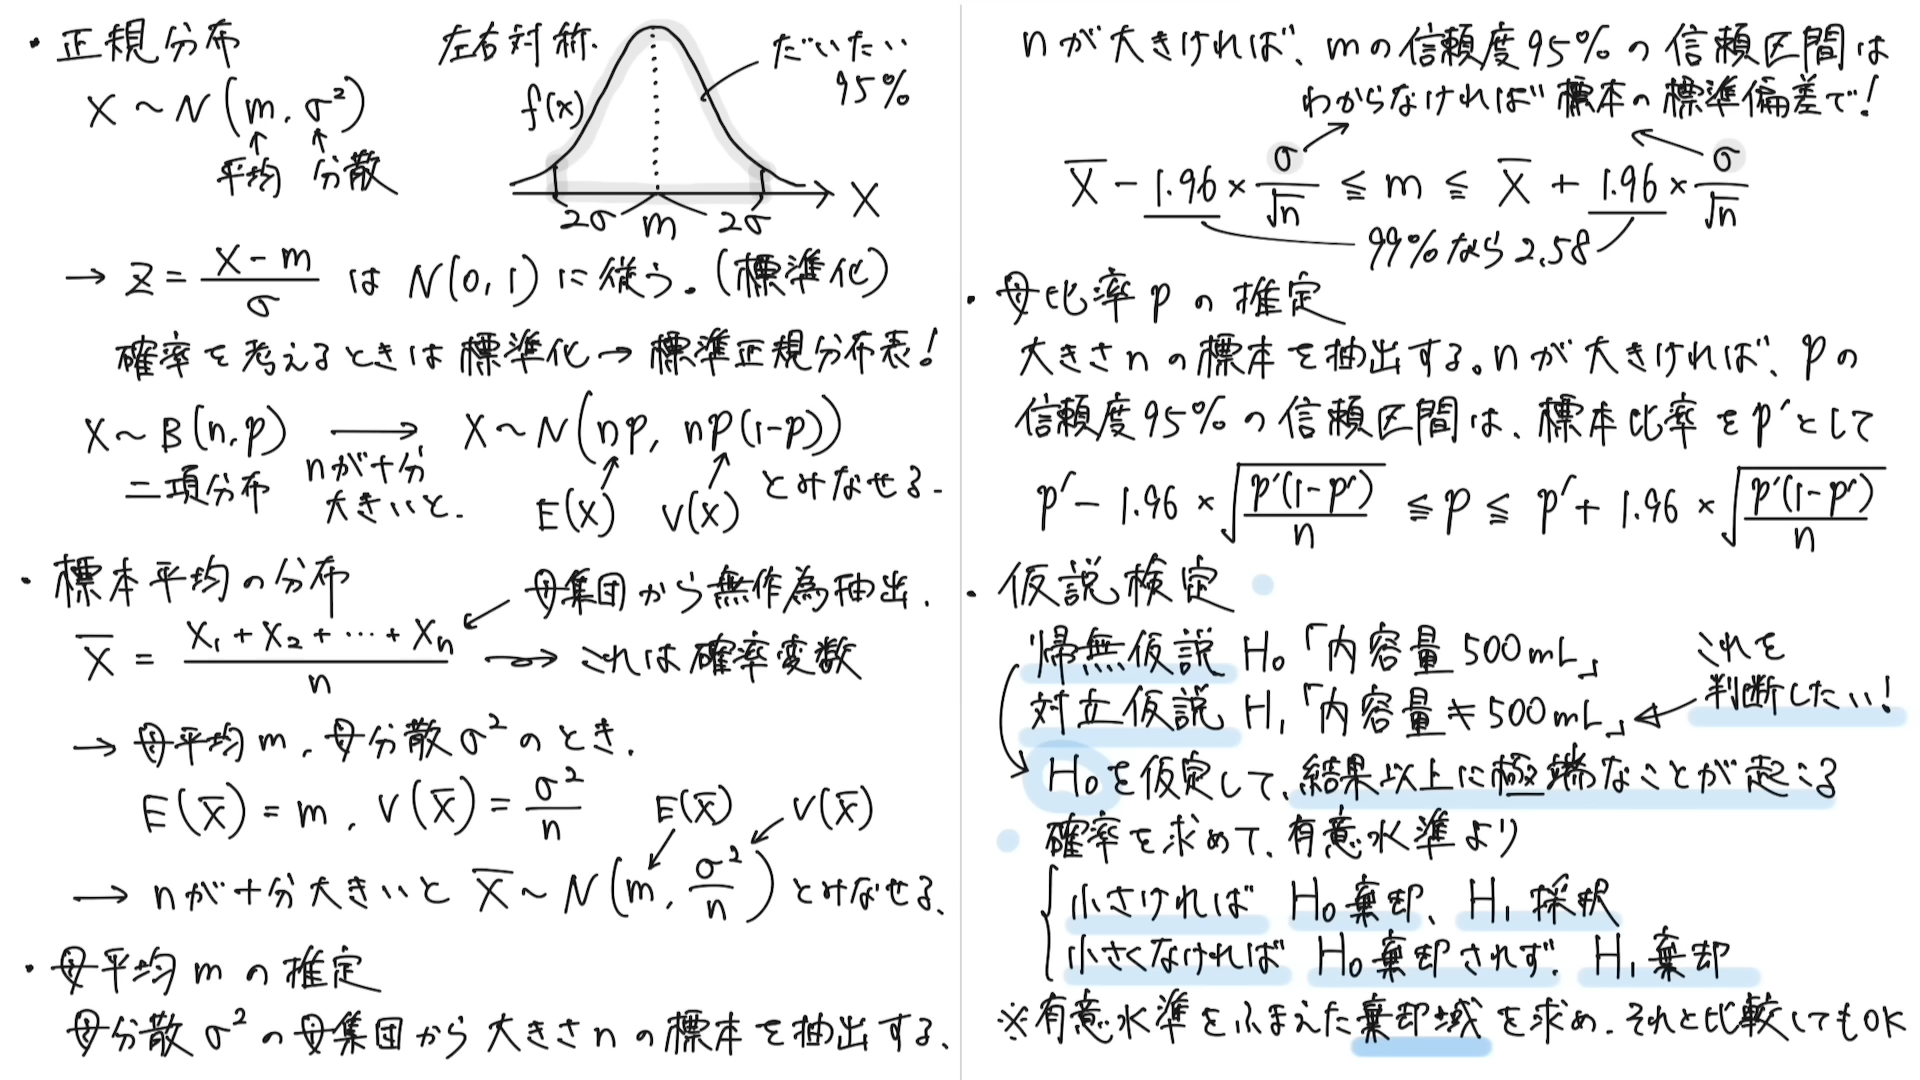 ・正規分布
X ~ N(m, σ²)
↑ ↑
平均 分散
左右対称.
f(x)
だいたい
95%
2σ m 2σ
X
→ Z = (X - m)/σ は N(0, 1) に従う. (標準化)
確率を考えるときは標準化→標準正規分布表!
X ~ B(n, p) → X ~ N(np, np(1-p))
二項分布 nが十分
大きいと. E(X) V(X) とみなせる.
・標本平均の分布
母集団から無作為抽出.
X̄ = (X₁ + X₂ + … + Xn)/n → これは確率変数
→ 母平均 m, 母分散 σ² のとき.
E(X̄) = m, V(X̄) = σ²/n
E(X̄) V(X̄)
→ nが十分大きいと X̄ ~ N(m, σ²/n) とみなせる.
・母平均 m の推定
母分散 σ² の母集団から大きさ n の標本を抽出する.
nが大きければ、mの信頼度95%の信頼区間は
わからなければ標本の標準偏差で!
X̄ - 1.96 × σ/√n ≦ m ≦ X̄ + 1.96 × σ/√n
99%なら2.58
・母比率 p の推定
大きさ n の標本を抽出する。nが大きければ、pの
信頼度95%の信頼区間は、標本比率を p′ として
p′ - 1.96 × √(p′(1-p′)/n) ≦ p ≦ p′ + 1.96 × √(p′(1-p′)/n)
・仮説検定
帰無仮説 H₀「内容量 500mL」
対立仮説 H₁「内容量 ≠ 500mL」
これを
判断したい!
H₀を仮定して、結果以上に極端なことが起こる
確率を求めて、有意水準より
小さければ H₀棄却、H₁採択
小さくなければ H₀棄却されず. H₁棄却
※有意水準をふまえた棄却域を求め. それと比較してもOK